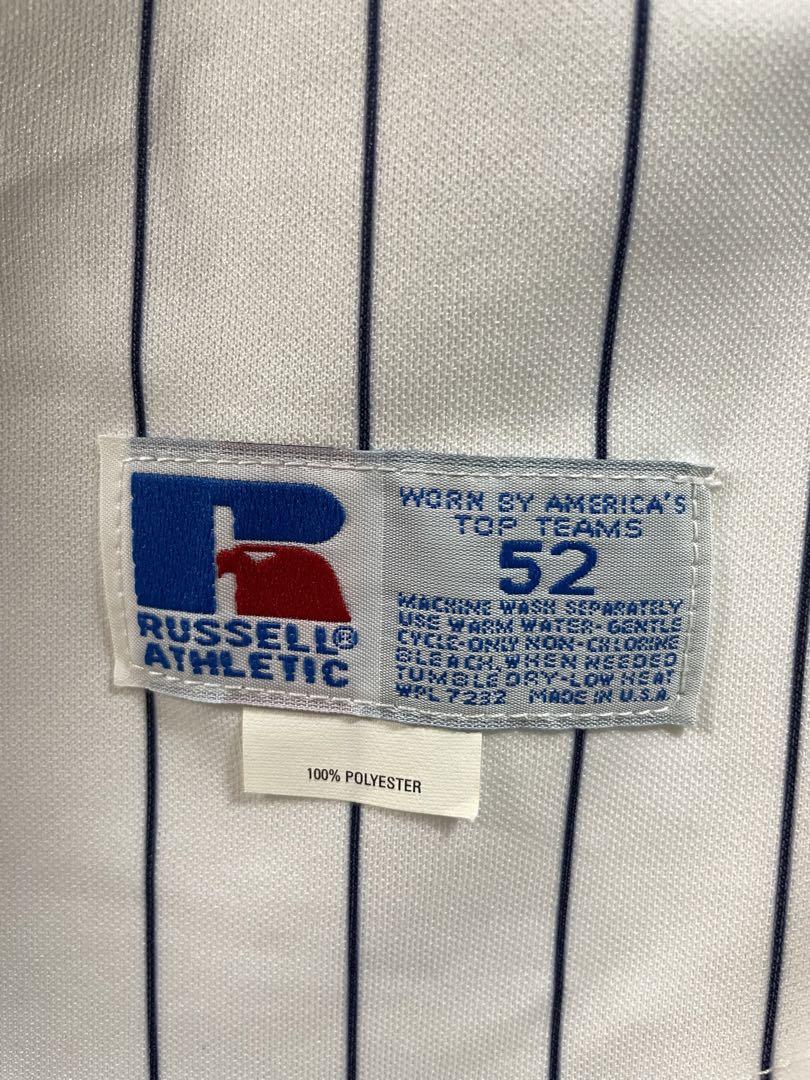 RUSSELL®
ATHLETIC
WORN BY AMERICA'S
TOP TEAMS
52
MACHINE WASH SEPARATELY
USE WARM WATER-GENTLE
CYCLE-ONLY NON-CHLORINE
BLEACH, WHEN NEEDED
TUMBLE DRY-LOW HEAT
WPL 7232 MADE IN U.S.A.
100% POLYESTER